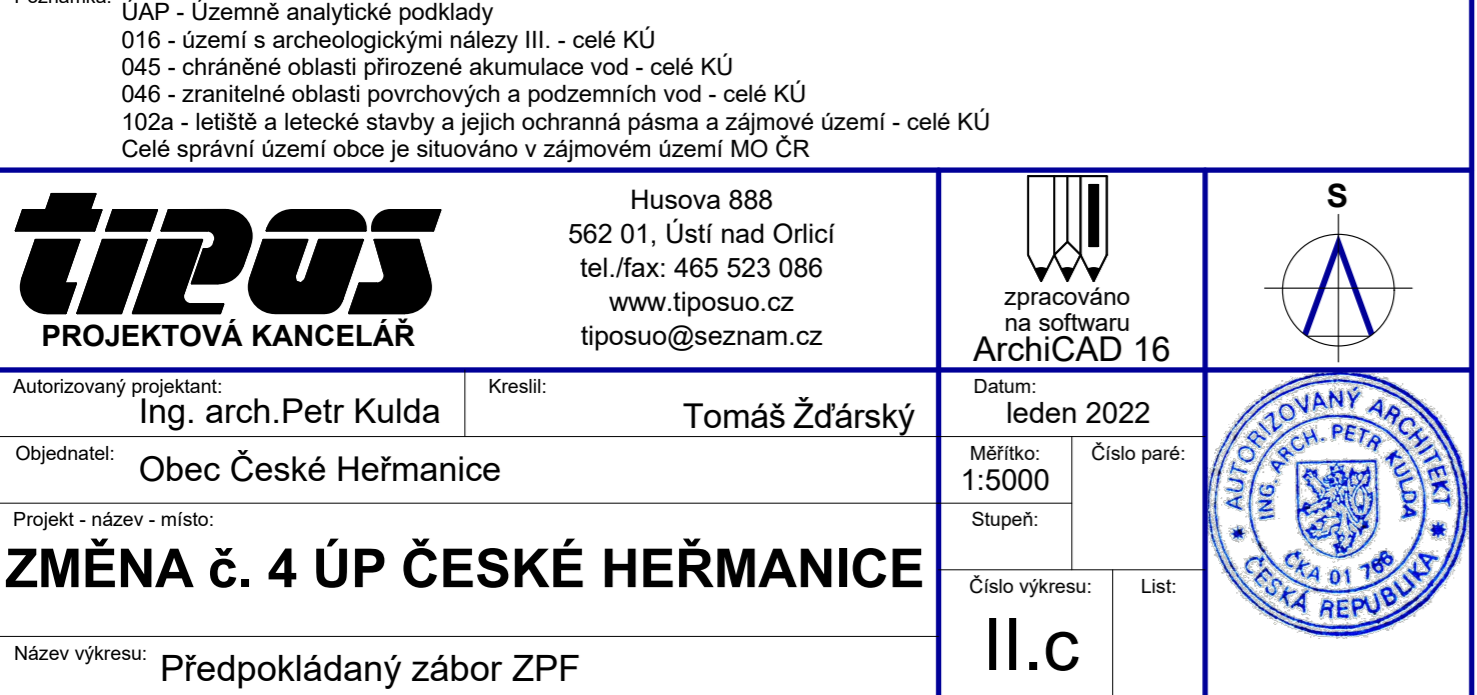 Poznámka:
ÚAP - Územně analytické podklady
016 - území s archeologickými nálezy III. - celé KÚ
045 - chráněné oblasti přirozené akumulace vod - celé KÚ
046 - zranitelné oblasti povrchových a podzemních vod - celé KÚ
102a - letiště a letecké stavby a jejich ochranná pásma a zájmové území - celé KÚ
Celé správní území obce je situováno v zájmovém území MO ČR
tipos
PROJEKTOVÁ KANCELÁŘ
Husova 888
562 01, Ústí nad Orlicí
tel./fax: 465 523 086
www.tiposuo.cz
tiposuo@seznam.cz
zpracováno
na softwaru
ArchiCAD 16
S
Autorizovaný projektant:
Ing. arch.Petr Kulda
Kreslil:
Tomáš Žďárský
Datum:
leden 2022
Objednatel:
Obec České Heřmanice
Měřítko:
1:5000
Číslo paré:
Projekt - název - místo:
ZMĚNA č. 4 ÚP ČESKÉ HEŘMANICE
Stupeň:
Číslo výkresu:
II.c
List:
Název výkresu:
Předpokládaný zábor ZPF
AUTORIZOVANÝ ARCHITEKT
ING. ARCH. PETR KULDA
ČKA 01 766
ČESKÁ REPUBLIKA